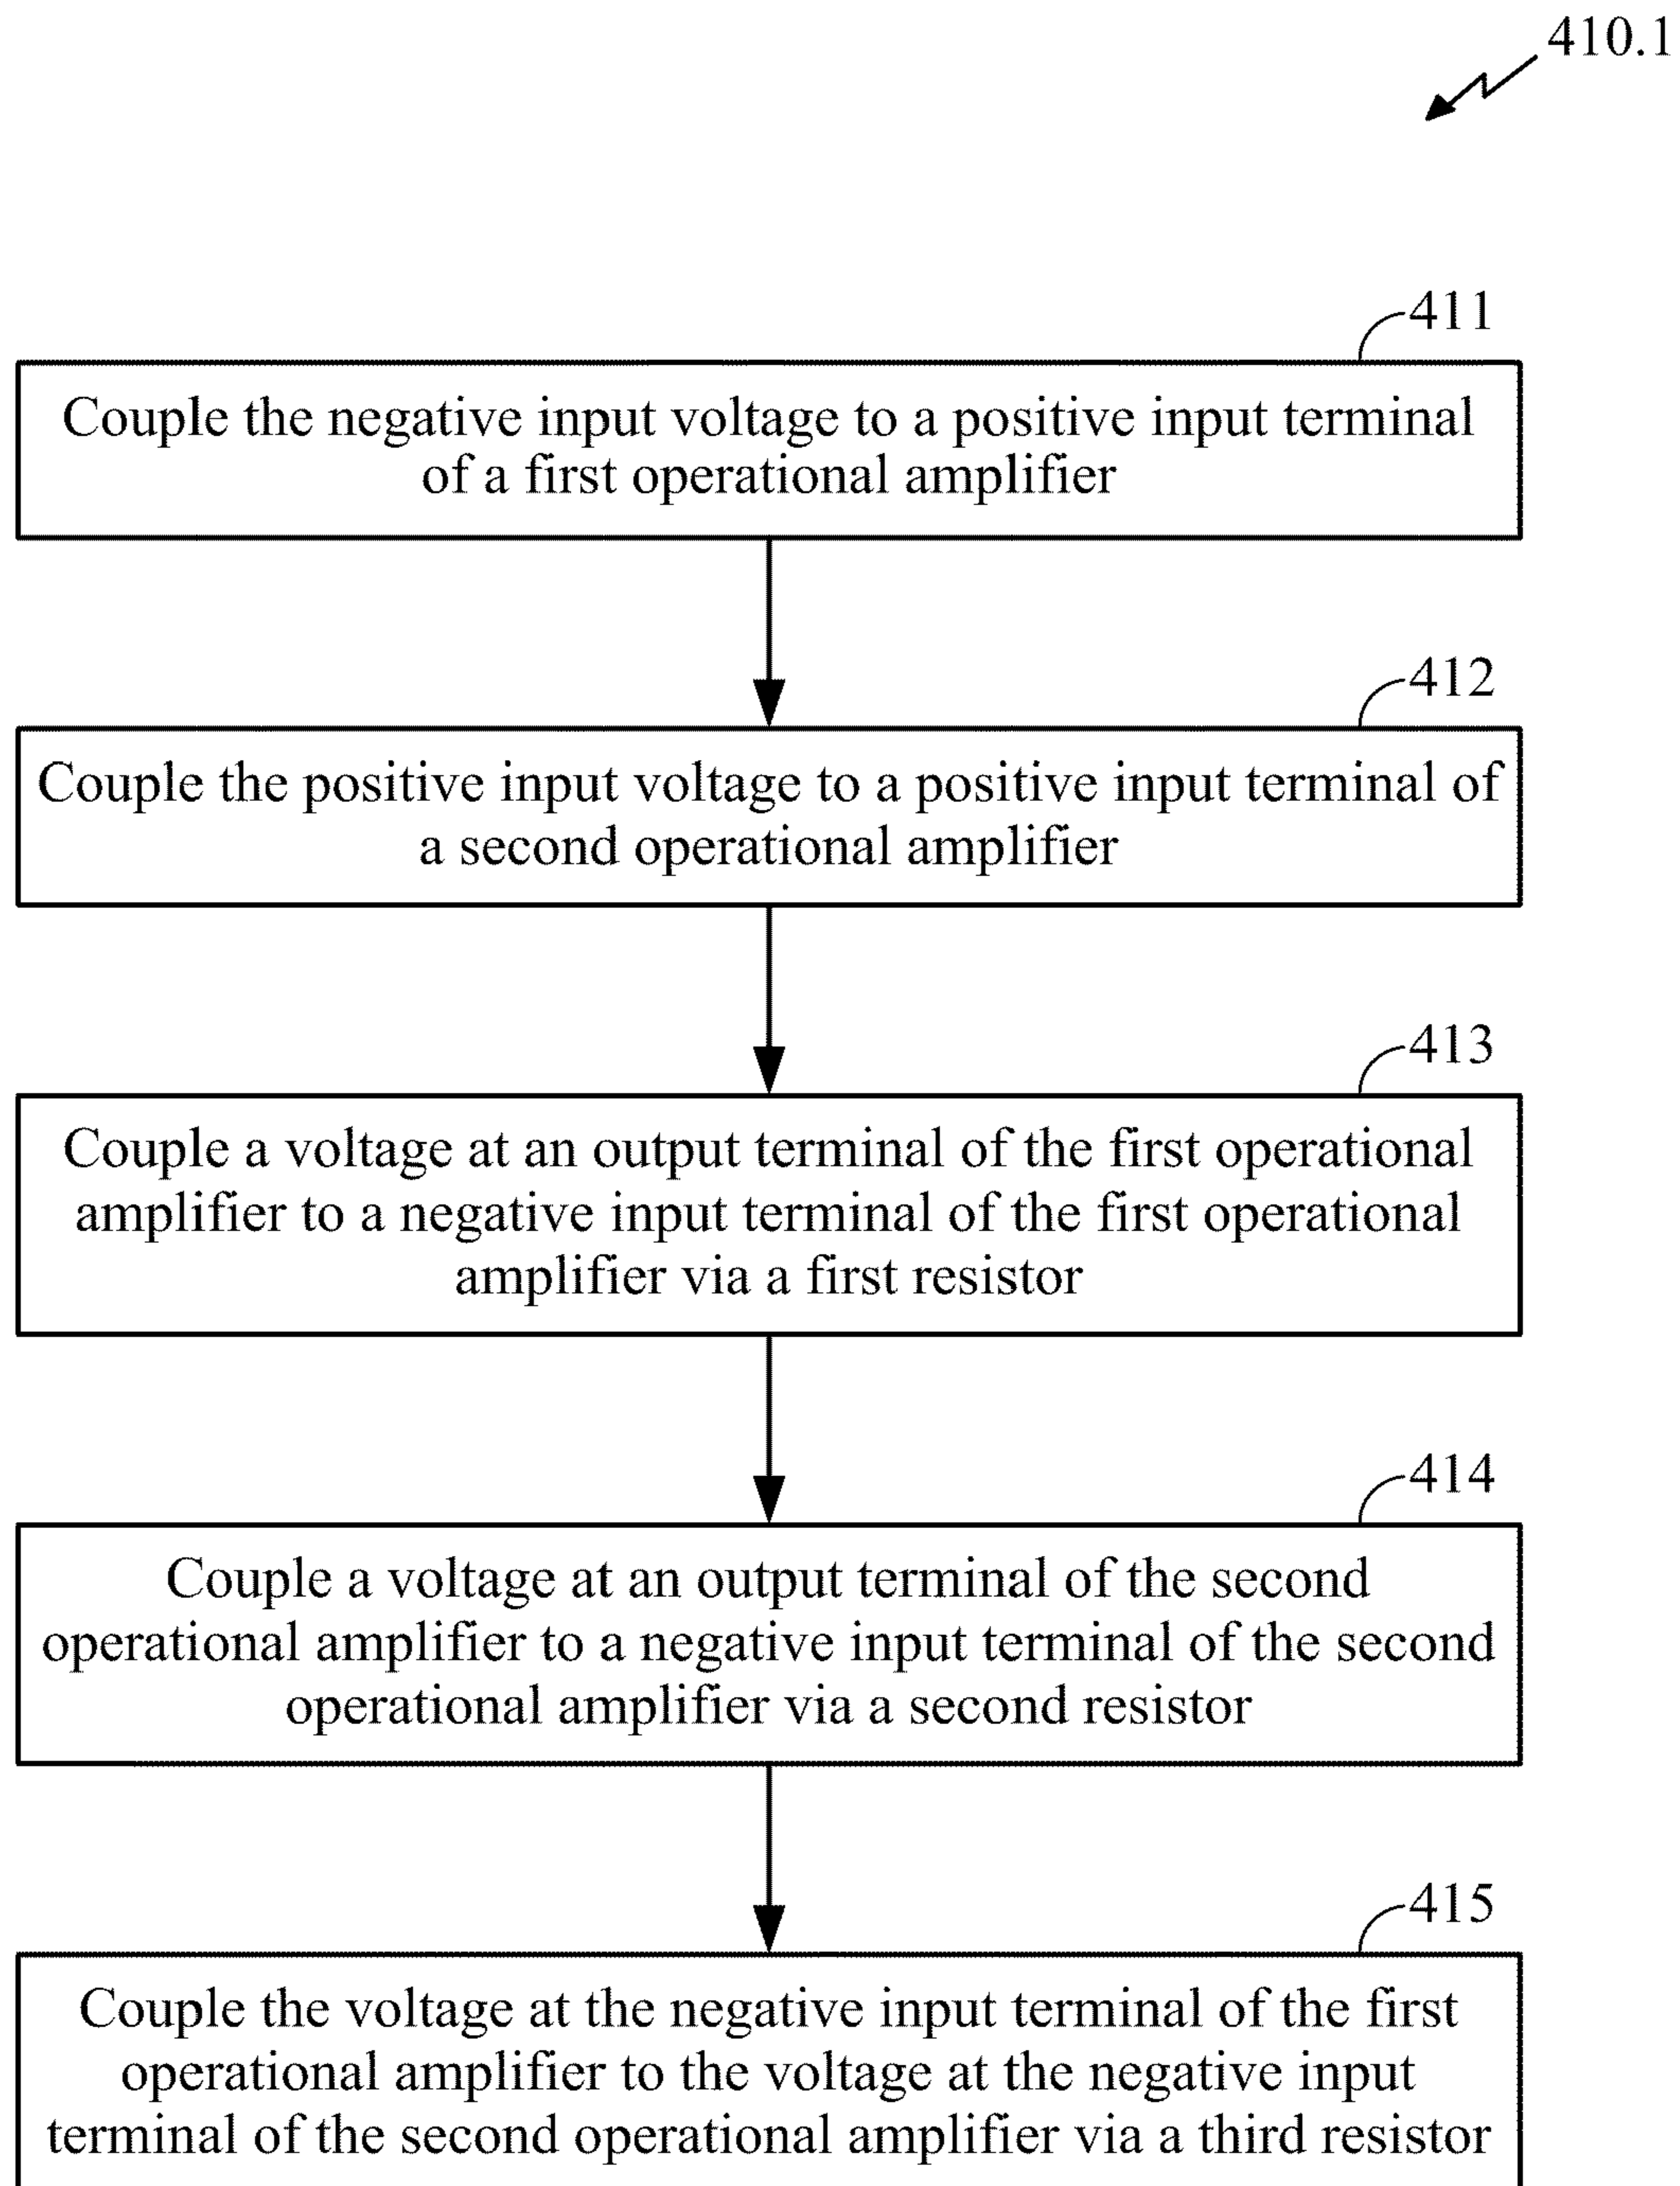 410.1
411
Couple the negative input voltage to a positive input terminal
of a first operational amplifier
412
Couple the positive input voltage to a positive input terminal of
a second operational amplifier
413
Couple a voltage at an output terminal of the first operational
amplifier to a negative input terminal of the first operational
amplifier via a first resistor
414
Couple a voltage at an output terminal of the second
operational amplifier to a negative input terminal of the second
operational amplifier via a second resistor
415
Couple the voltage at the negative input terminal of the first
operational amplifier to the voltage at the negative input
terminal of the second operational amplifier via a third resistor